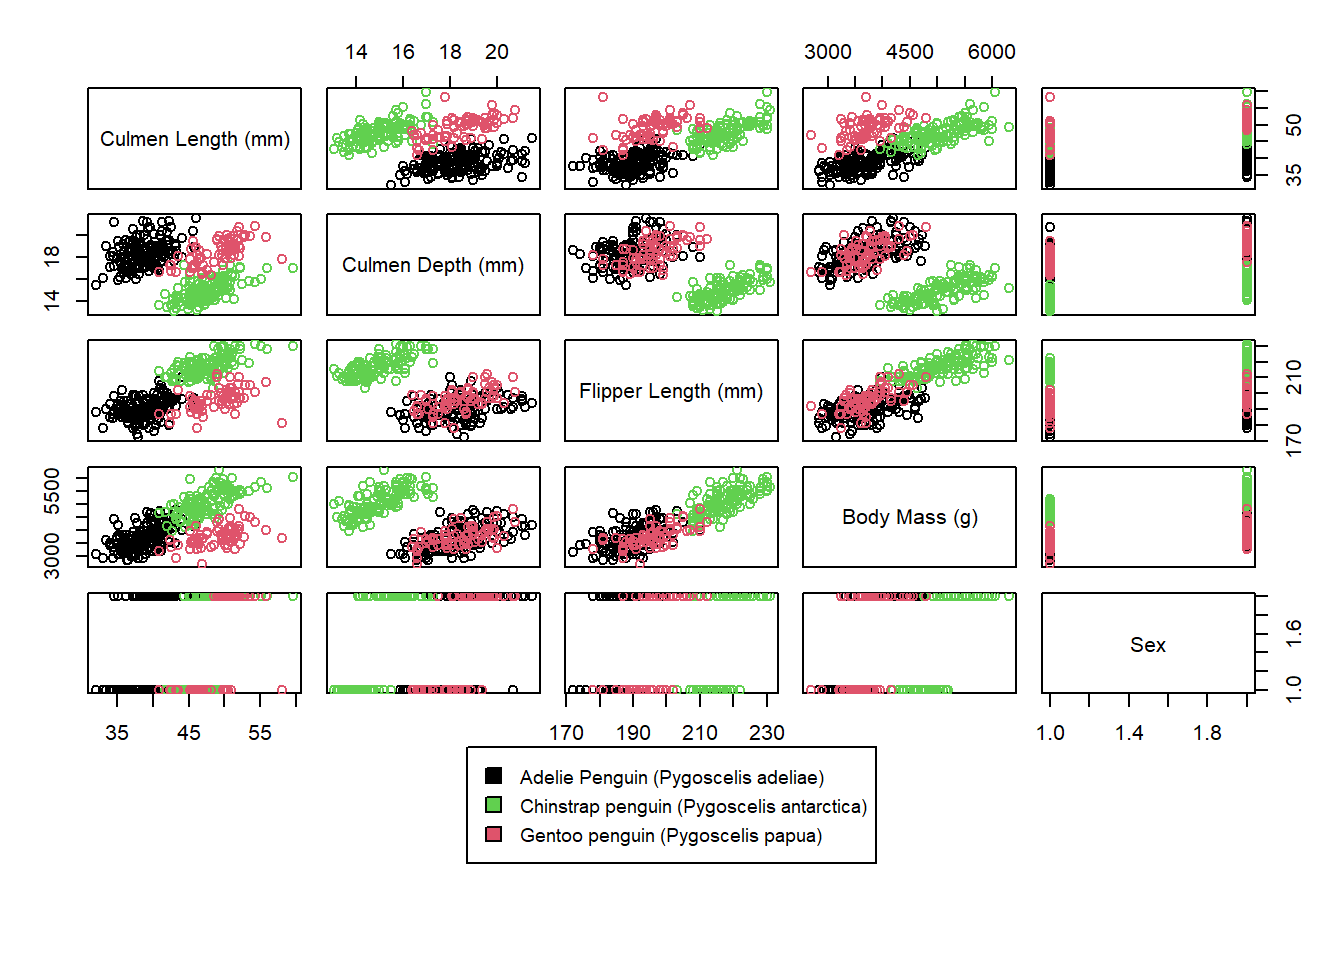 14 16 18 20
3000 4500 6000
Culmen Length (mm)
35 50
14 18
Culmen Depth (mm)
Flipper Length (mm)
170 210
3000 5500
Body Mass (g)
Sex
1.0 1.6
35 45 55
170 190 210 230
1.0 1.4 1.8
Adelie Penguin (Pygoscelis adeliae)
Chinstrap penguin (Pygoscelis antarctica)
Gentoo penguin (Pygoscelis papua)